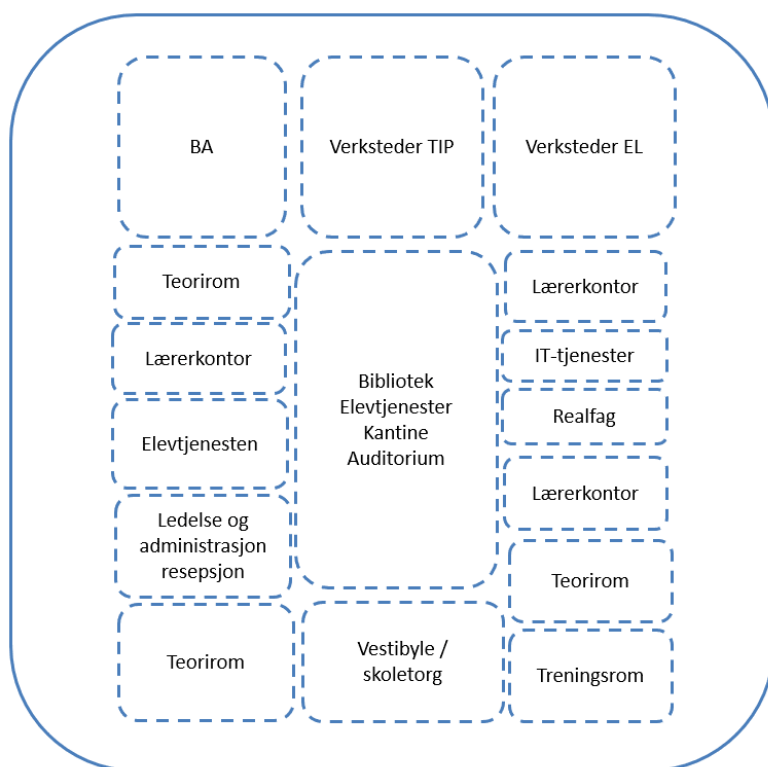 BA
Verksteder TIP
Verksteder EL
Teorirom
Lærerkontor
Elevtjenesten
Ledelse og
administrasjon
resepsjon
Teorirom
Bibliotek
Elevtjenester
Kantine
Auditorium
Vestibyle /
skoletorg
Lærerkontor
IT-tjenester
Realfag
Lærerkontor
Teorirom
Treningsrom